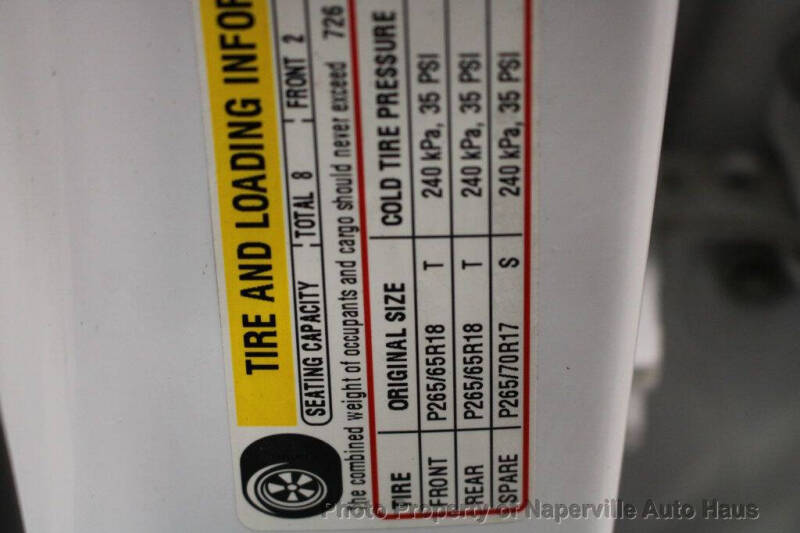 TIRE AND LOADING INFOR
SEATING CAPACITY TOTAL 8 FRONT 2
he combined weight of occupants and cargo should never exceed 726
TIRE ORIGINAL SIZE COLD TIRE PRESSURE
FRONT P265/65R18 T 240 kPa, 35 PSI
REAR P265/65R18 T 240 kPa, 35 PSI
SPARE P265/70R17 S 240 kPa, 35 PSI
Photo Property of Naperville Auto Haus